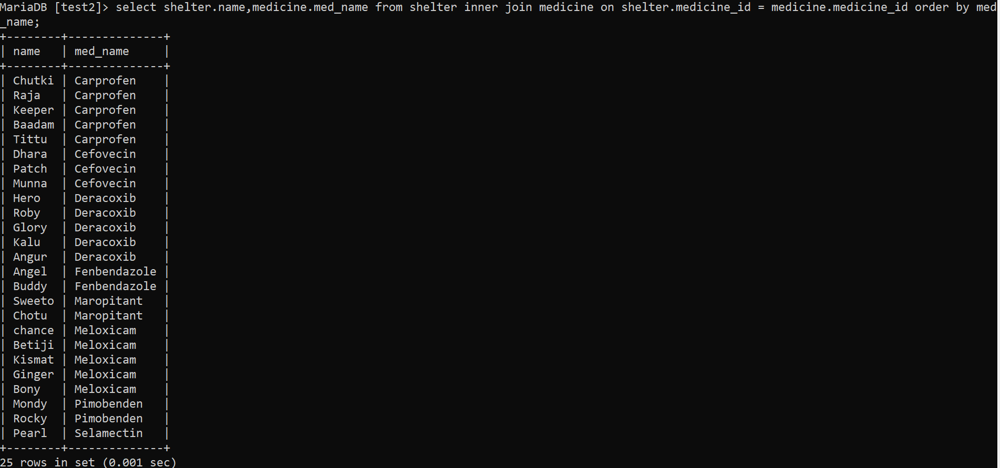 MariaDB [test2]> select shelter.name,medicine.med_name from shelter inner join medicine on shelter.medicine_id = medicine.medicine_id order by med
_name;
+--------+--------------+
| name   | med_name     |
+--------+--------------+
| Chutki | Carprofen    |
| Raja   | Carprofen    |
| Keeper | Carprofen    |
| Baadam | Carprofen    |
| Tittu  | Carprofen    |
| Dhara  | Cefovecin    |
| Patch  | Cefovecin    |
| Munna  | Cefovecin    |
| Hero   | Deracoxib    |
| Roby   | Deracoxib    |
| Glory  | Deracoxib    |
| Kalu   | Deracoxib    |
| Angur  | Deracoxib    |
| Angel  | Fenbendazole |
| Buddy  | Fenbendazole |
| Sweeto | Maropitant   |
| Chotu  | Maropitant   |
| chance | Meloxicam    |
| Betiji | Meloxicam    |
| Kismat | Meloxicam    |
| Ginger | Meloxicam    |
| Bony   | Meloxicam    |
| Mondy  | Pimobenden   |
| Rocky  | Pimobenden   |
| Pearl  | Selamectin   |
+--------+--------------+
25 rows in set (0.001 sec)